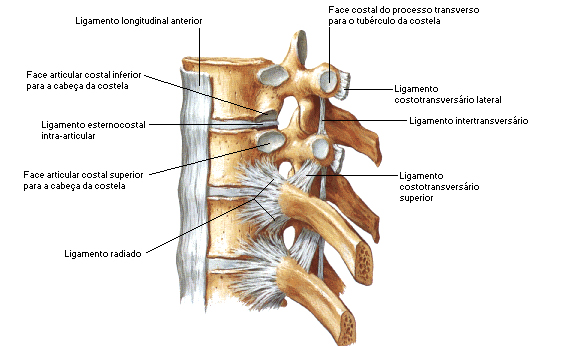 Ligamento longitudinal anterior
Face costal do processo transverso
para o tubérculo da costela
Face articular costal inferior
para a cabeça da costela
Ligamento
costotransversário lateral
Ligamento esternocostal
intra-articular
Ligamento intertransversário
Face articular costal superior
para a cabeça da costela
Ligamento
costotransversário
superior
Ligamento radiado